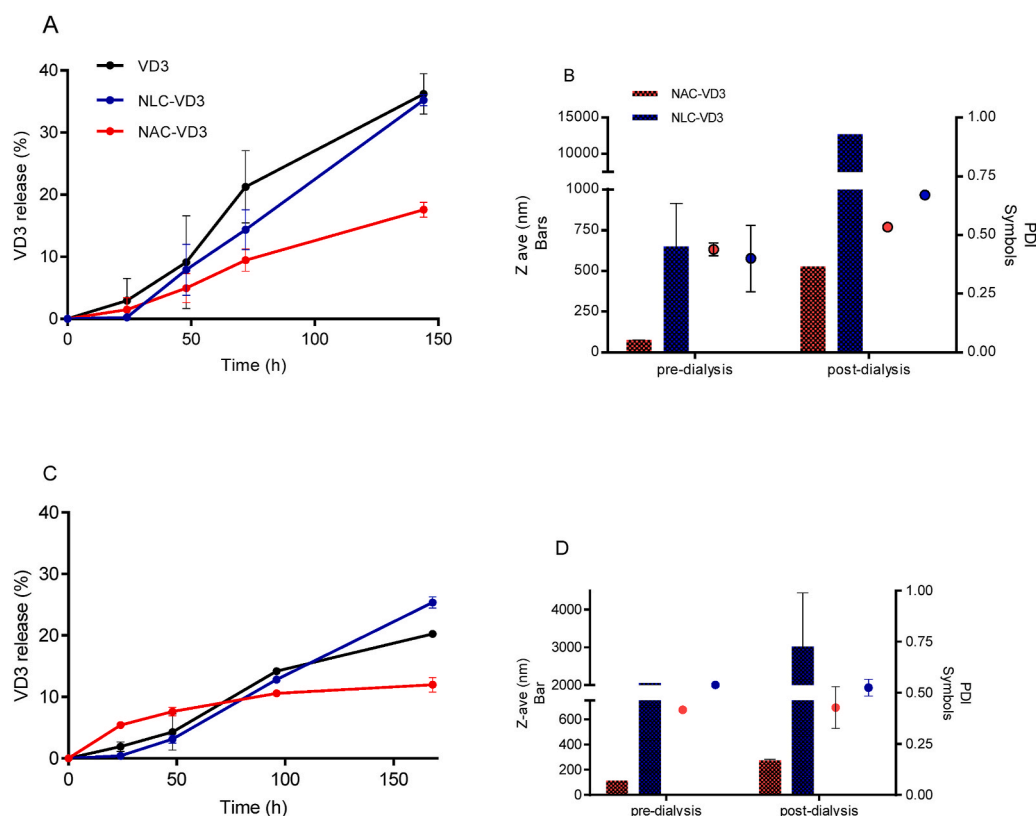 A
VD3
NLC-VD3
NAC-VD3
40
30
20
10
0
VD3 release (%)
0
50
100
150
Time (h)
B
NAC-VD3
NLC-VD3
15000
10000
1000
750
500
250
0
Z ave (nm)
Bars
1.00
0.75
0.50
0.25
0.00
PDI
Symbols
pre-dialysis
post-dialysis
C
40
30
20
10
0
VD3 release (%)
0
50
100
150
Time (h)
D
4000
3000
2000
600
400
200
0
Z-ave (nm)
Bar
1.00
0.75
0.50
0.25
0.00
PDI
Symbols
pre-dialysis
post-dialysis